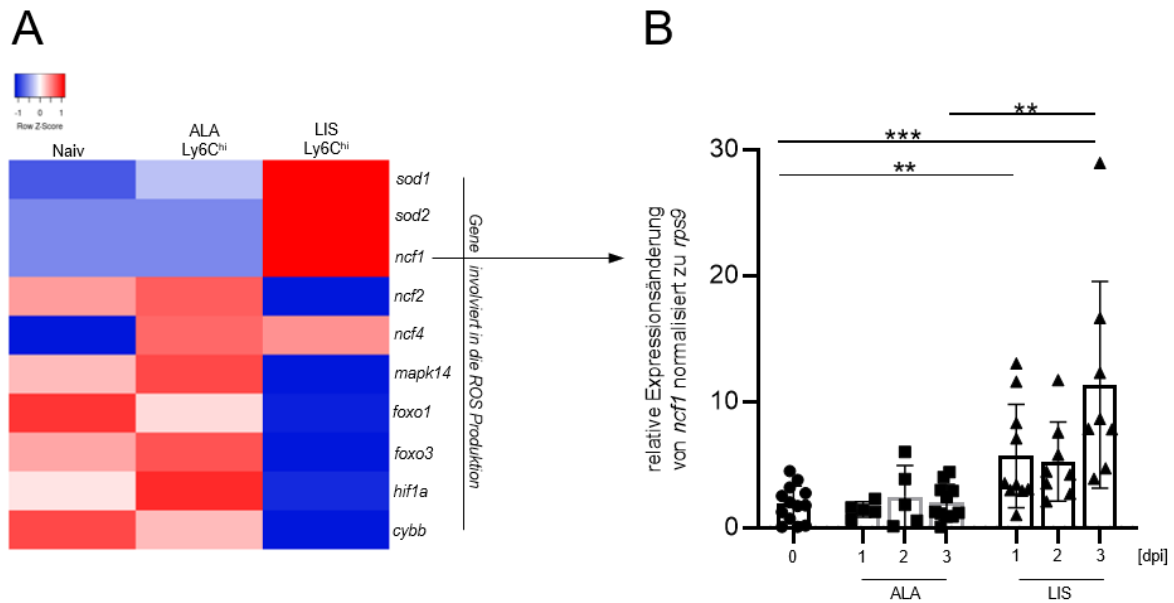 A
-1 0 1
Row Z-Score
Naiv
ALA
Ly6Chi
LIS
Ly6Chi
sod1
sod2
ncf1
ncf2
ncf4
mapk14
foxo1
foxo3
hif1a
cybb
Gene involviert in die ROS Produktion
B
relative Expressionsänderung
von ncf1 normalisiert zu rps9
**
***
**
30
20
10
0
0 1 2 3 1 2 3 [dpi]
ALA LIS